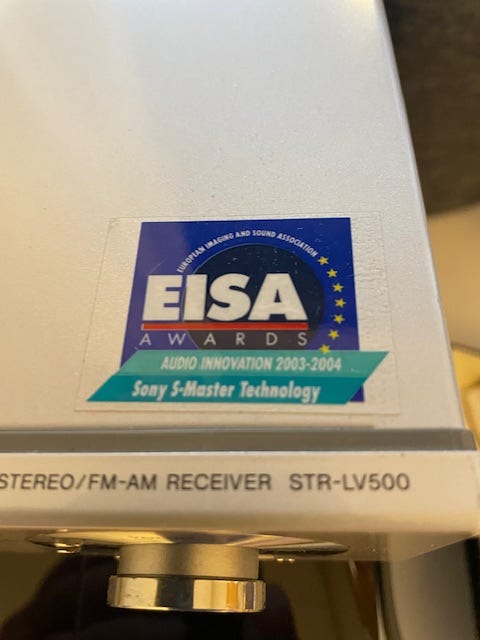 EUROPEAN IMAGING AND SOUND ASSOCIATION
EISA
AWARDS
AUDIO INNOVATION 2003-2004
Sony S-Master Technology
STEREO/FM-AM RECEIVER STR-LV500